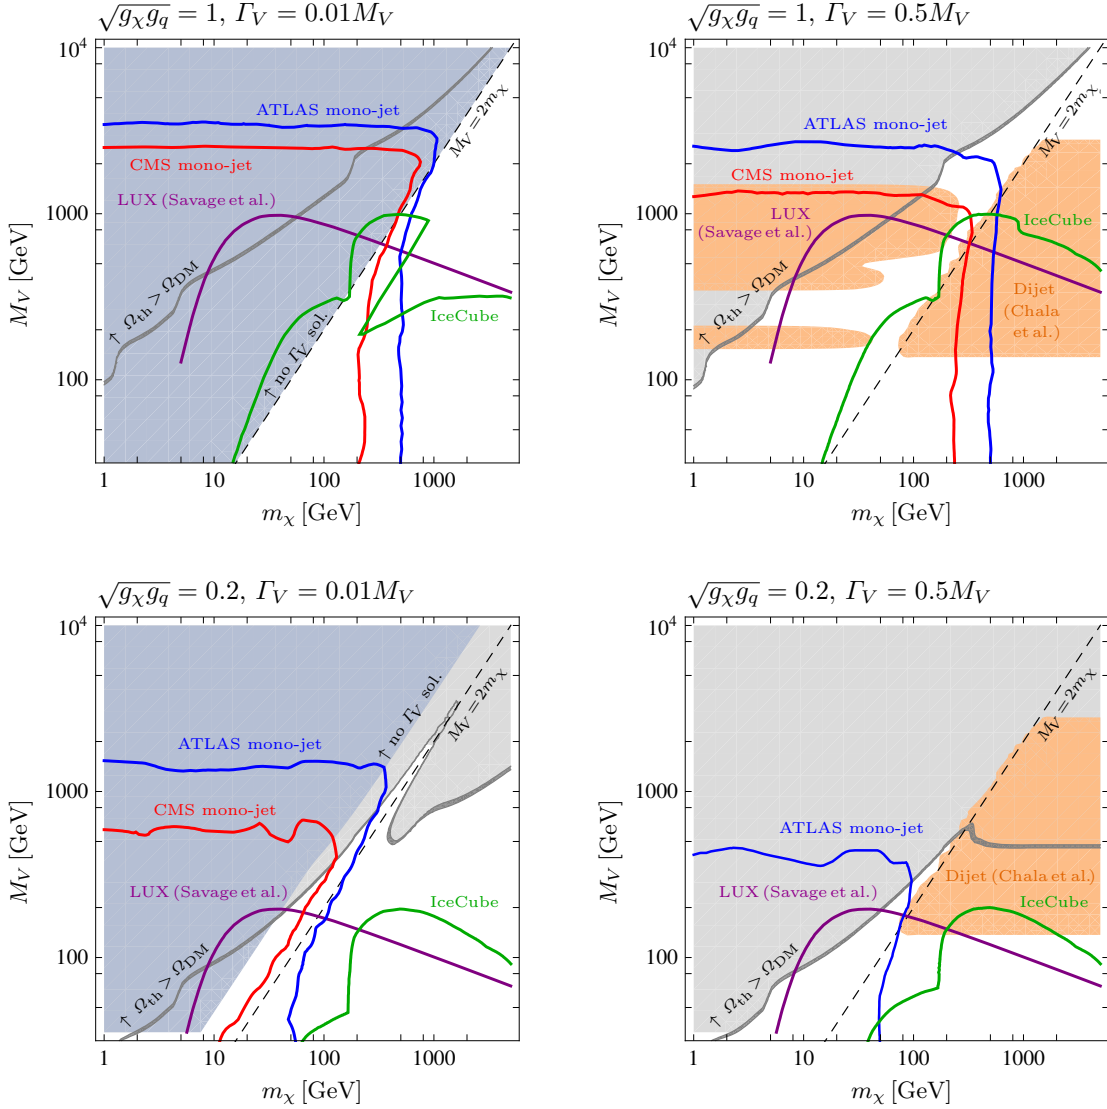 √g_χ g_q = 1, Γ_V = 0.01M_V
10^4
1000
100
M_V [GeV]
ATLAS mono-jet
CMS mono-jet
LUX (Savage et al.)
IceCube
M_V = 2m_χ
↑ Ω_th > Ω_DM
↑ no Γ_V sol.
1 10 100 1000
m_χ [GeV]
√g_χ g_q = 1, Γ_V = 0.5M_V
10^4
1000
100
M_V [GeV]
M_V = 2m_χ
ATLAS mono-jet
CMS mono-jet
LUX
(Savage et al.)
IceCube
↑ Ω_th > Ω_DM
Dijet
(Chala
et al.)
1 10 100 1000
m_χ [GeV]
√g_χ g_q = 0.2, Γ_V = 0.01M_V
10^4
1000
100
M_V [GeV]
↑ no Γ_V sol.
M_V = 2m_χ
ATLAS mono-jet
CMS mono-jet
LUX (Savage et al.)
IceCube
↑ Ω_th > Ω_DM
1 10 100 1000
m_χ [GeV]
√g_χ g_q = 0.2, Γ_V = 0.5M_V
10^4
1000
100
M_V [GeV]
M_V = 2m_χ
ATLAS mono-jet
LUX (Savage et al.)
Dijet (Chala et al.)
IceCube
↑ Ω_th > Ω_DM
1 10 100 1000
m_χ [GeV]